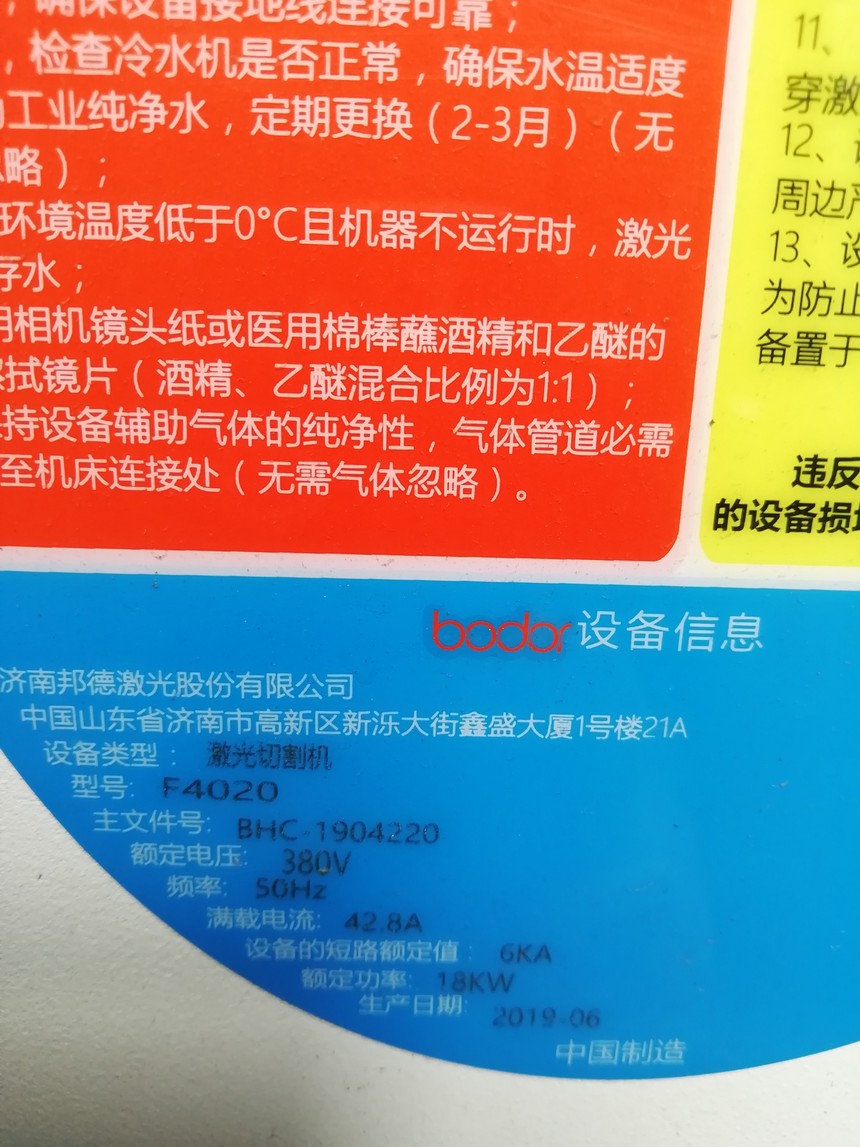 ，确保设备接地线连接可靠；
，检查冷水机是否正常，确保水温适度
工业纯净水，定期更换（2-3月）（无
略）；
环境温度低于0°C且机器不运行时，激光
存水；
用相机镜头纸或医用棉棒蘸酒精和乙醚的
擦拭镜片（酒精、乙醚混合比例为1:1）；
持设备辅助气体的纯净性，气体管道必需
至机床连接处（无需气体忽略）。
11、
穿激
12、
周边
13、设
为防止
备置于
违反
的设备损
bodor 设备信息
济南邦德激光股份有限公司
中国山东省济南市高新区新泺大街鑫盛大厦1号楼21A
设备类型： 激光切割机
型号: F4020
主文件号: BHC-1904220
额定电压: 380V
频率: 50Hz
满载电流: 42.8A
设备的短路额定值： 6KA
额定功率: 18KW
生产日期: 2019-06
中国制造